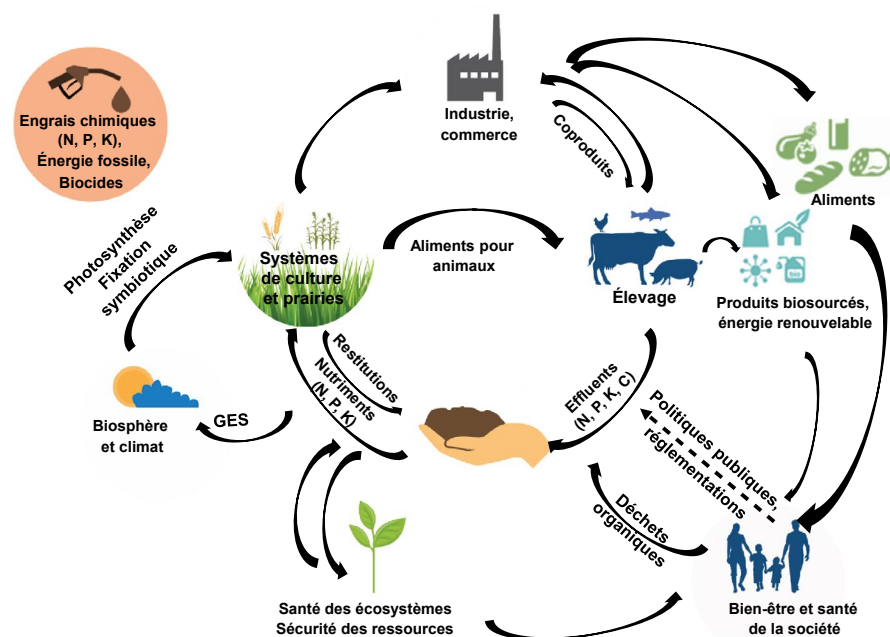 Engrais chimiques
(N, P, K),
Énergie fossile,
Biocides
Industrie,
commerce
Coproduits
Aliments
Photosynthèse
Fixation
symbiotique
Systèmes
de culture
et prairies
Aliments pour
animaux
Élevage
bio
Produits biosourcés,
énergie renouvelable
Restitutions
Nutriments
(N, P, K)
Effluents
(N, P, K, C)
Politiques publiques,
réglementations
Biosphère
et climat
GES
Déchets
organiques
Santé des écosystèmes
Sécurité des ressources
Bien-être et santé
de la société